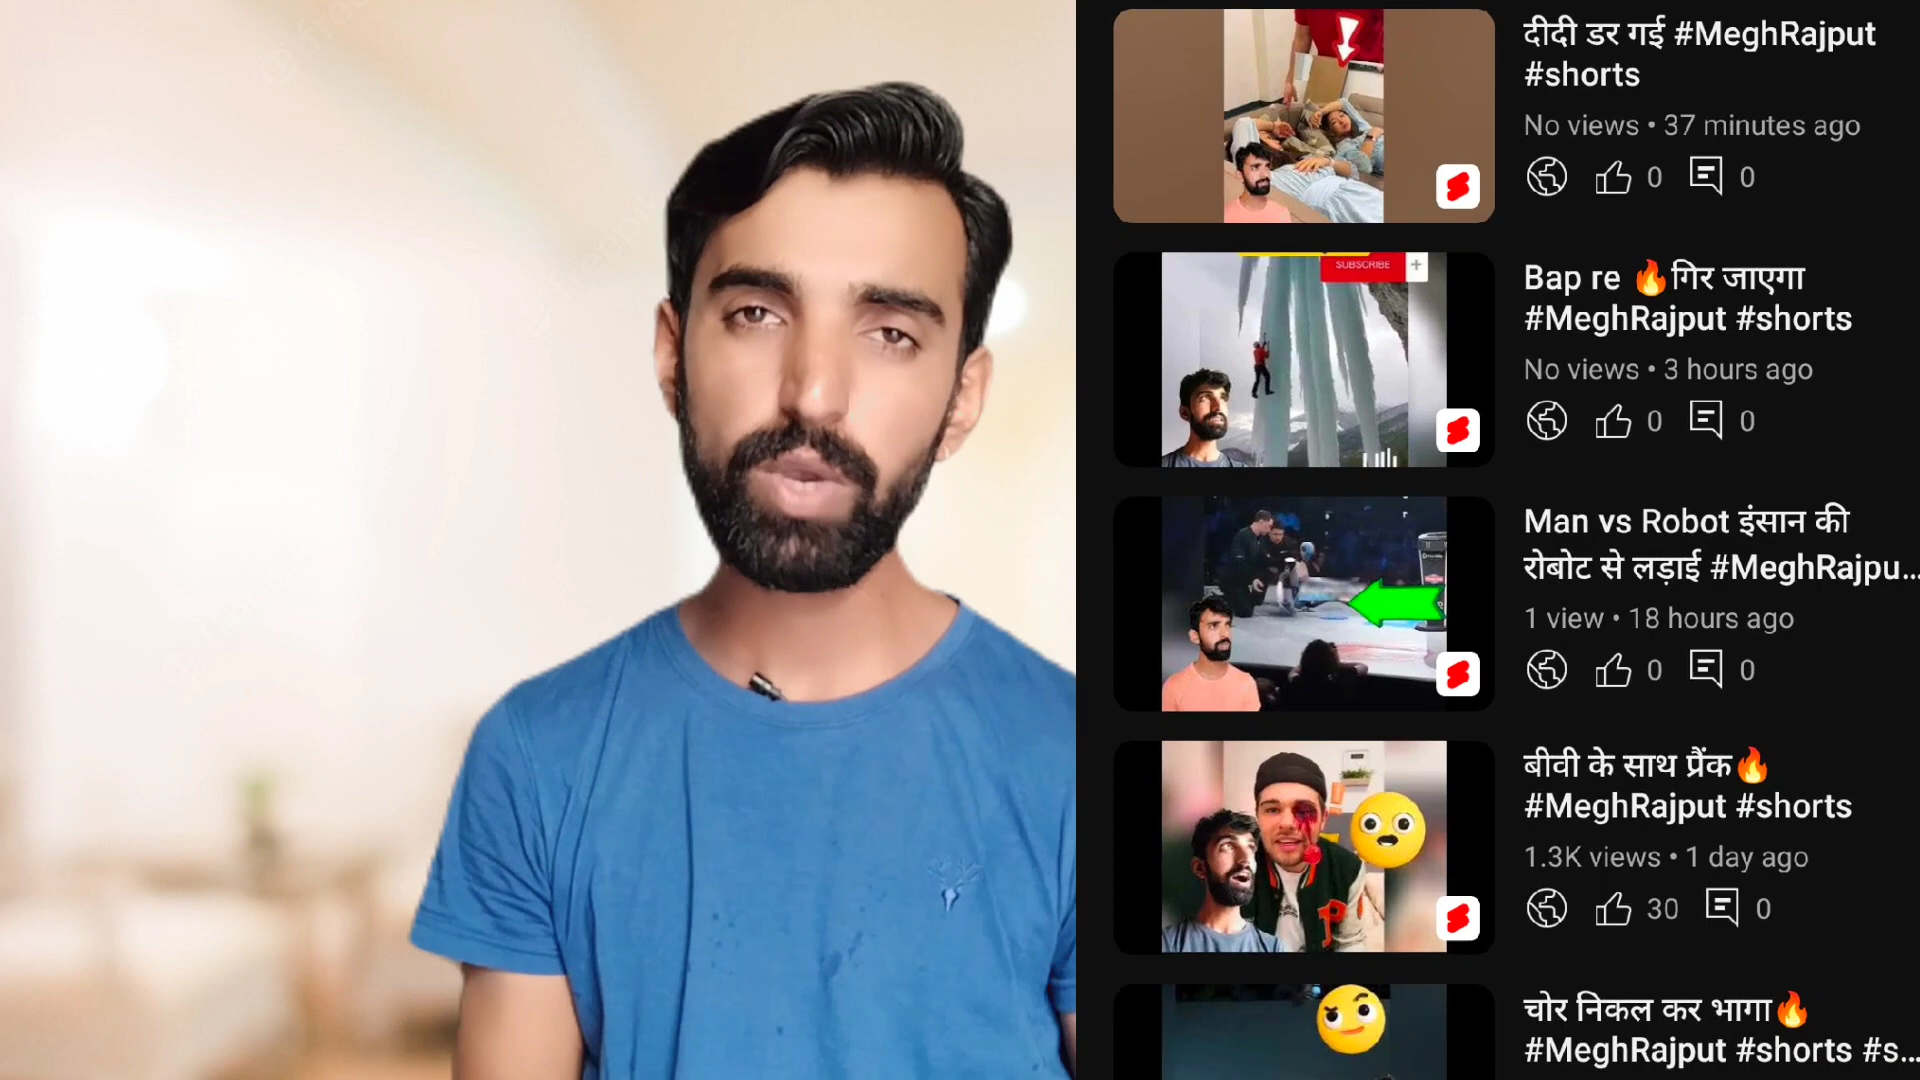 दीदी डर गई #MeghRajput
#shorts
No views • 37 minutes ago
0 0
SUBSCRIBE +
Bap re 🔥गिर जाएगा
#MeghRajput #shorts
No views • 3 hours ago
0 0
Man vs Robot इंसान की
रोबोट से लड़ाई #MeghRajpu...
1 view • 18 hours ago
0 0
बीवी के साथ प्रैंक🔥
#MeghRajput #shorts
1.3K views • 1 day ago
30 0
चोर निकल कर भागा🔥
#MeghRajput #shorts #s...